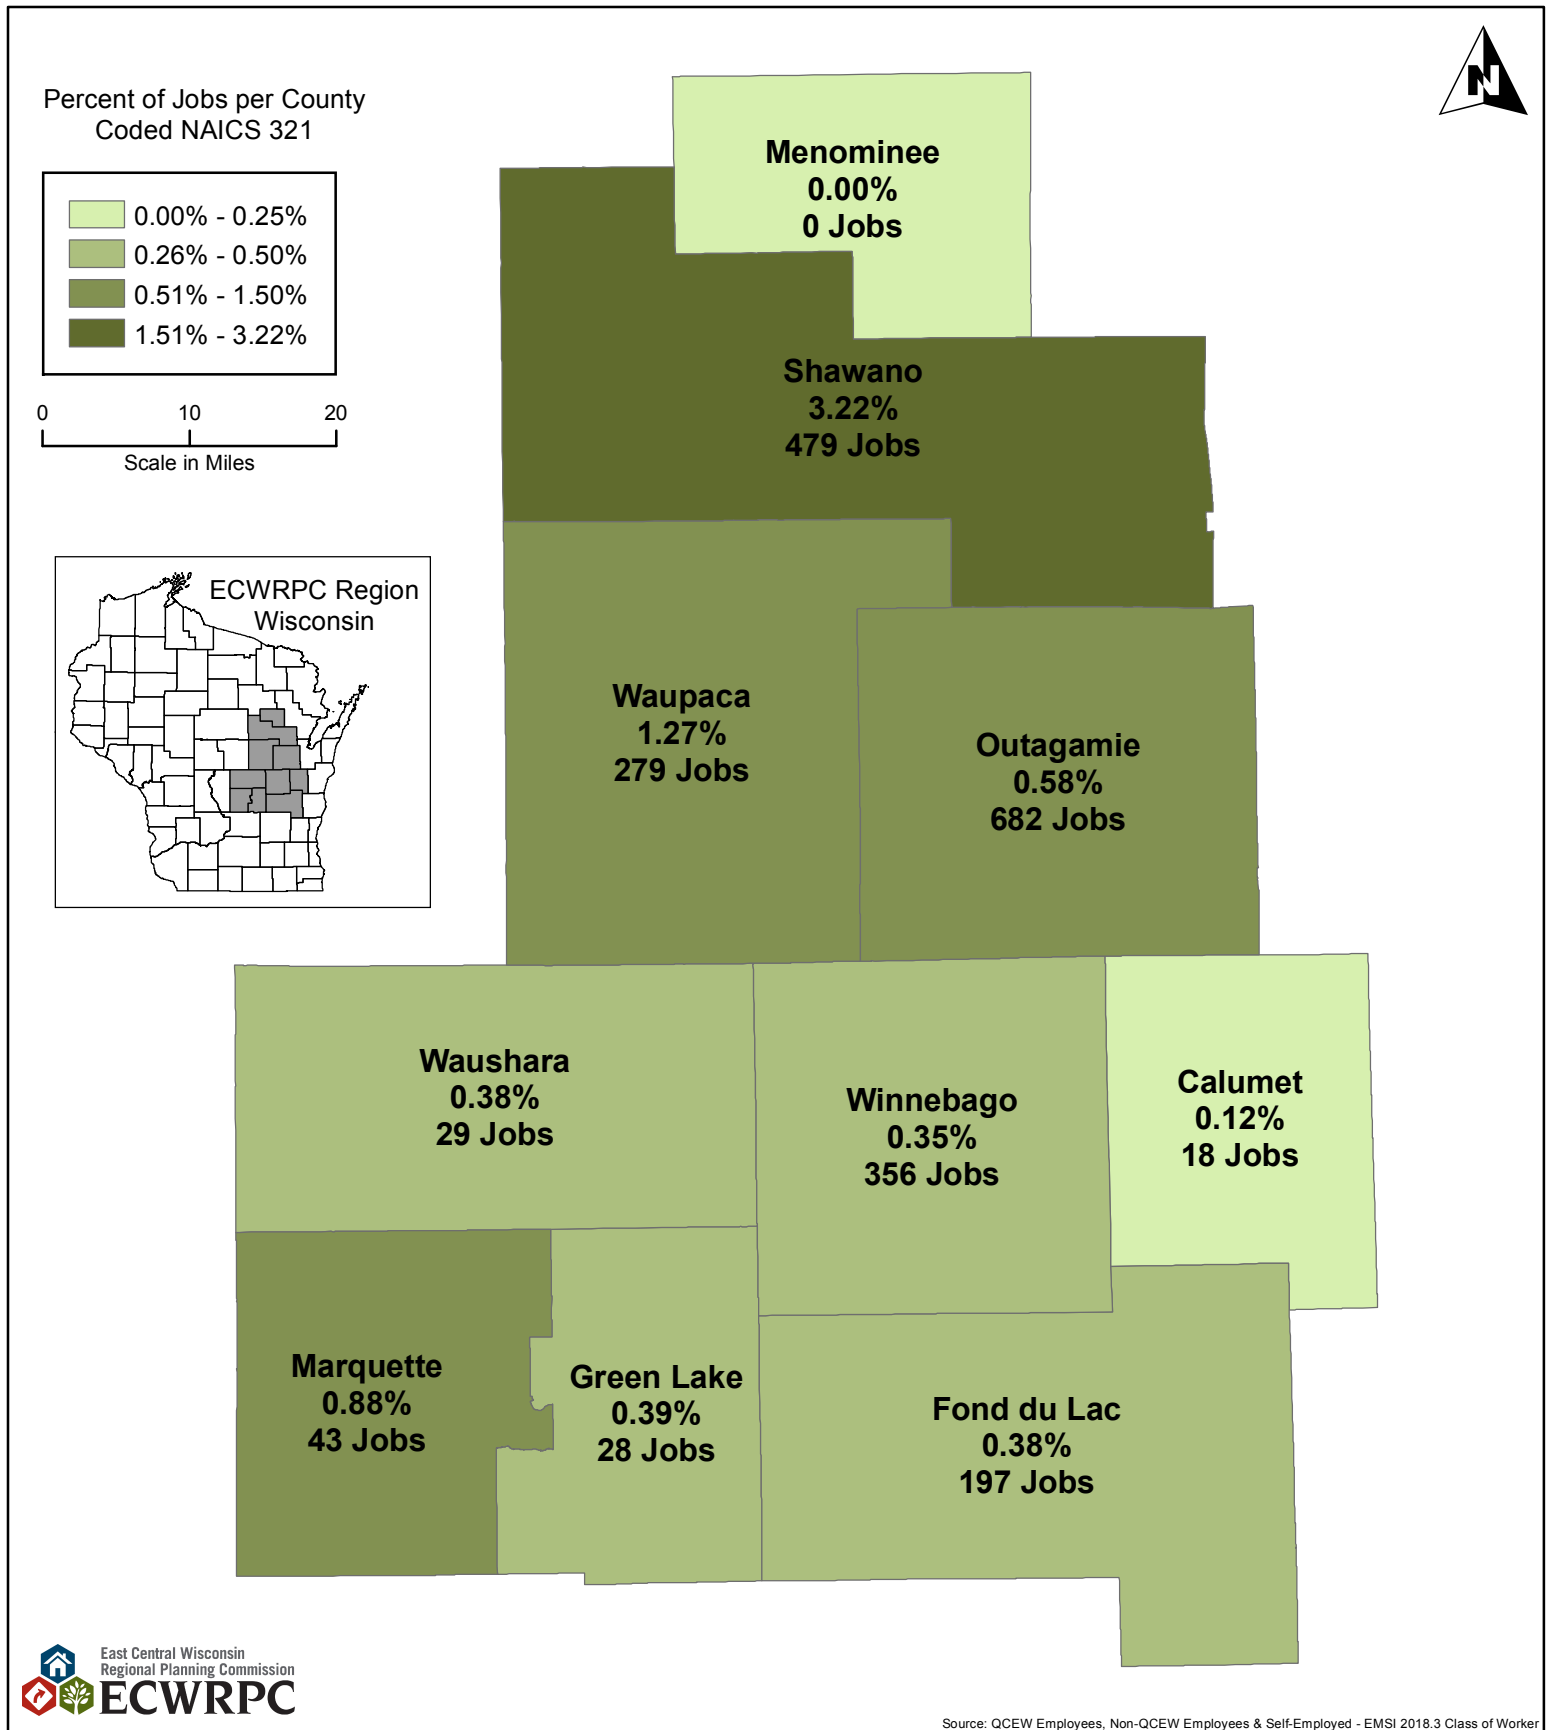 Percent of Jobs per County
Coded NAICS 321
0.00% - 0.25%
0.26% - 0.50%
0.51% - 1.50%
1.51% - 3.22%
0 10 20
Scale in Miles
ECWRPC Region
Wisconsin
N
Menominee
0.00%
0 Jobs
Shawano
3.22%
479 Jobs
Waupaca
1.27%
279 Jobs
Outagamie
0.58%
682 Jobs
Waushara
0.38%
29 Jobs
Winnebago
0.35%
356 Jobs
Calumet
0.12%
18 Jobs
Marquette
0.88%
43 Jobs
Green Lake
0.39%
28 Jobs
Fond du Lac
0.38%
197 Jobs
East Central Wisconsin
Regional Planning Commission
ECWRPC
Source: QCEW Employees, Non-QCEW Employees & Self-Employed - EMSI 2018.3 Class of Worker